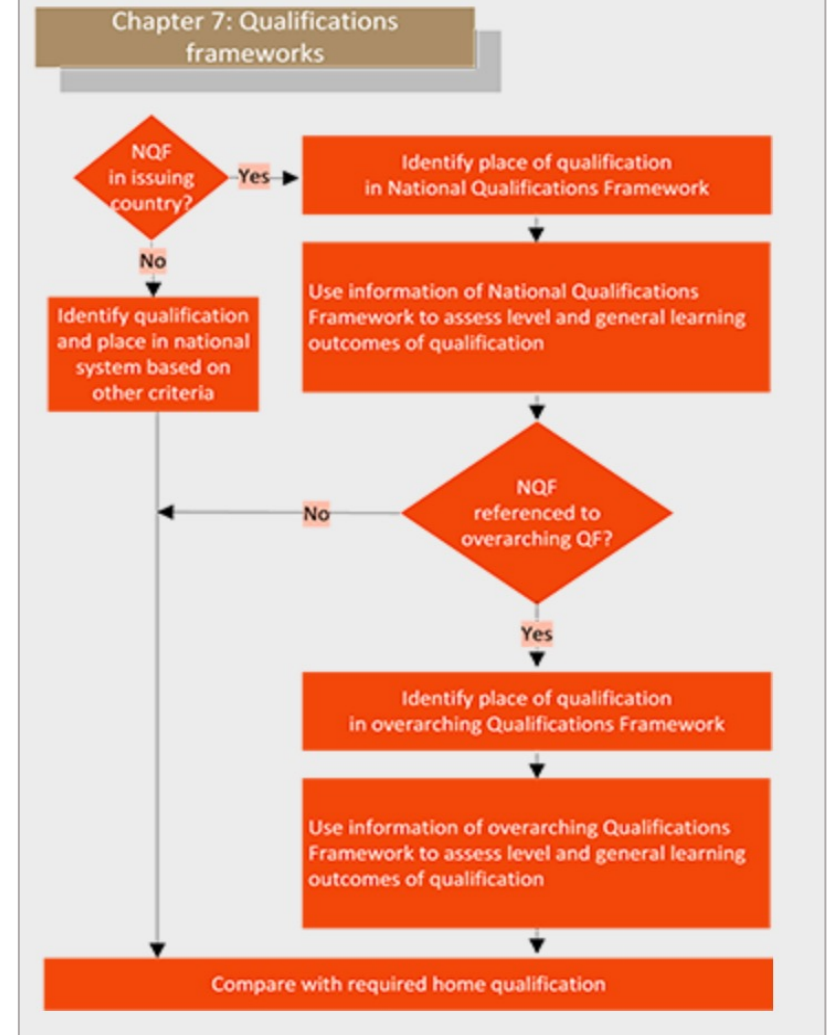 Chapter 7: Qualifications
frameworks
NQF
in issuing
country?
Yes
Identify place of qualification
in National Qualifications Framework
No
Use information of National Qualifications
Framework to assess level and general learning
outcomes of qualification
Identify qualification
and place in national
system based on
other criteria
NQF
referenced to
overarching QF?
No
Yes
Identify place of qualification
in overarching Qualifications Framework
Use information of overarching Qualifications
Framework to assess level and general learning
outcomes of qualification
Compare with required home qualification